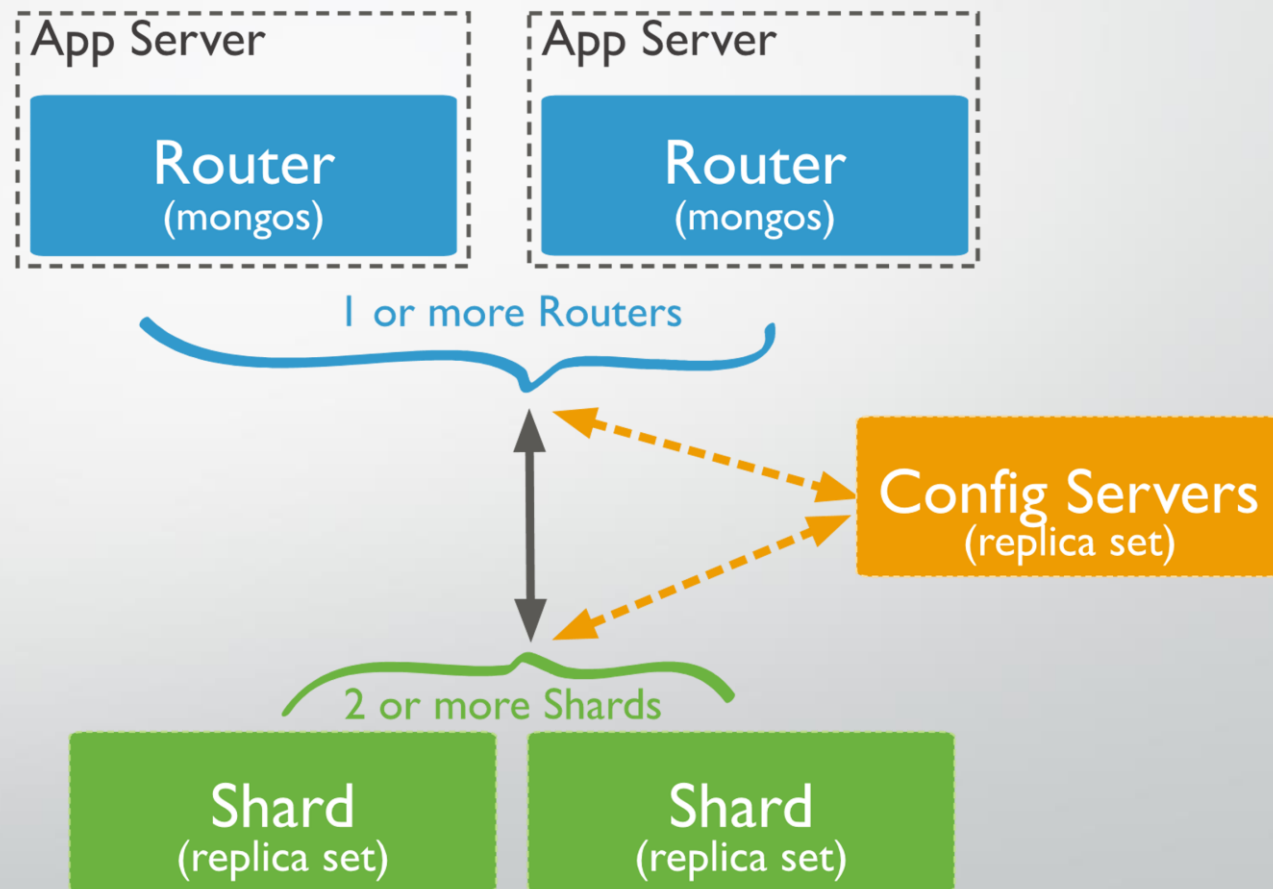 App Server
App Server
Router
(mongos)
Router
(mongos)
1 or more Routers
Config Servers
(replica set)
2 or more Shards
Shard
(replica set)
Shard
(replica set)